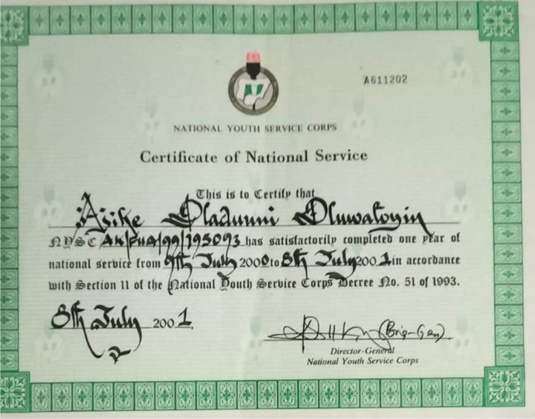 A611202
NATIONAL YOUTH SERVICE CORPS
Certificate of National Service
This is to Certify that
Asike Oladunni Oluwatoyin
NYSC AK/PUA/99/195093 has satisfactorily completed one year of
national service from 9th July 2000 to 8th July 2001 in accordance
with Section 11 of the National Youth Service Corps Decree No. 51 of 1993.
8th July 2001
(Brig-Gen)
Director-General
National Youth Service Corps